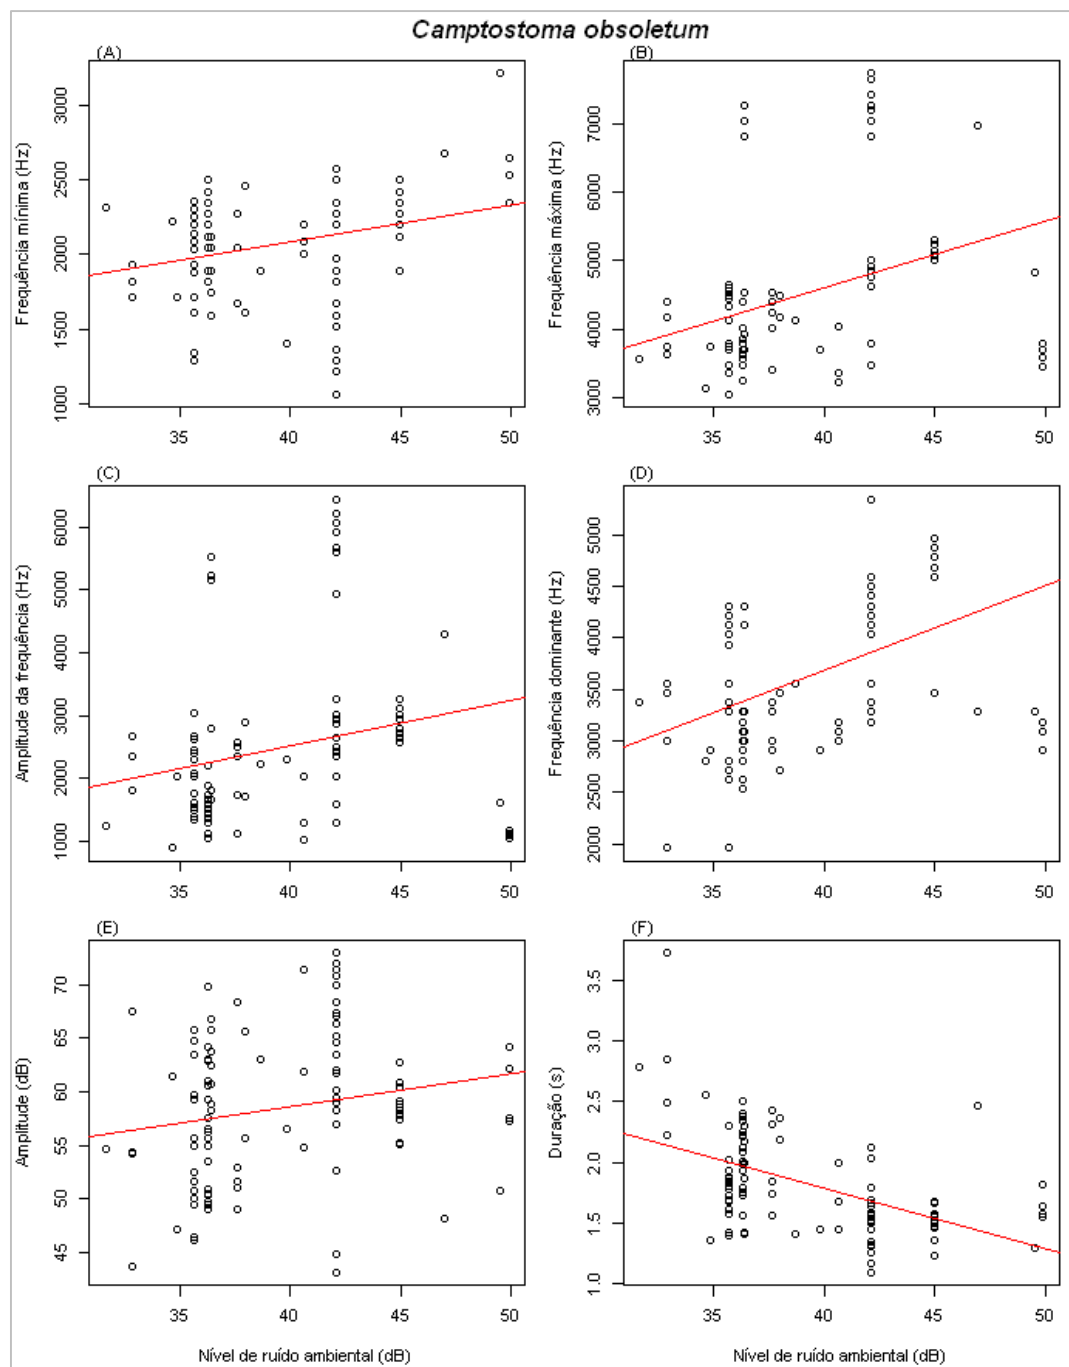 Camptostoma obsoletum
(A)
Frequência mínima (Hz)
1000 1500 2000 2500 3000
35 40 45 50
(B)
Frequência máxima (Hz)
3000 4000 5000 6000 7000
35 40 45 50
(C)
Amplitude da frequência (Hz)
1000 2000 3000 4000 5000 6000
35 40 45 50
(D)
Frequência dominante (Hz)
2000 2500 3000 3500 4000 4500 5000
35 40 45 50
(E)
Amplitude (dB)
45 50 55 60 65 70
35 40 45 50
Nível de ruído ambiental (dB)
(F)
Duração (s)
1.0 1.5 2.0 2.5 3.0 3.5
35 40 45 50
Nível de ruído ambiental (dB)